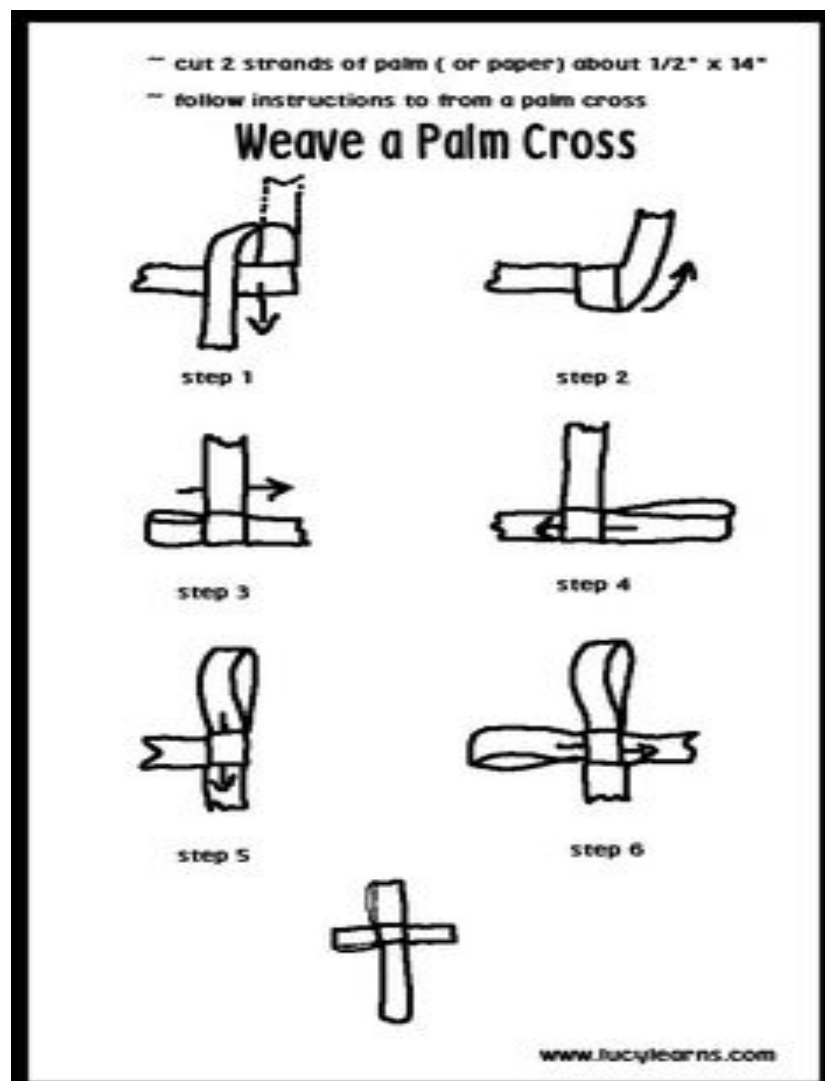 ~ cut 2 strands of palm ( or paper) about 1/2" x 14"
~ follow instructions to from a palm cross
Weave a Palm Cross
step 1
step 2
step 3
step 4
step 5
step 6
www.lucylearns.com